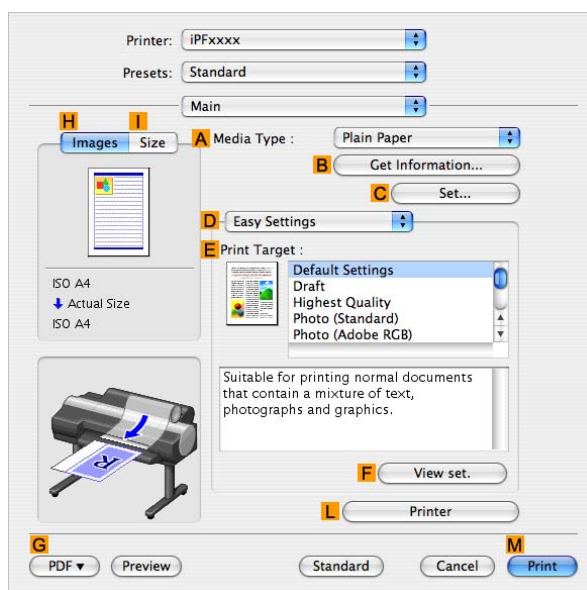 Printer: iPFxxxx
Presets: Standard
Main
H I
Images Size
A Media Type : Plain Paper
B Get Information...
C Set...
D Easy Settings
E Print Target :
Default Settings
Draft
Highest Quality
Photo (Standard)
Photo (Adobe RGB)
ISO A4
Actual Size
ISO A4
Suitable for printing normal documents
that contain a mixture of text,
photographs and graphics.
F View set.
L Printer
G M
PDF ▼ Preview Standard Cancel Print